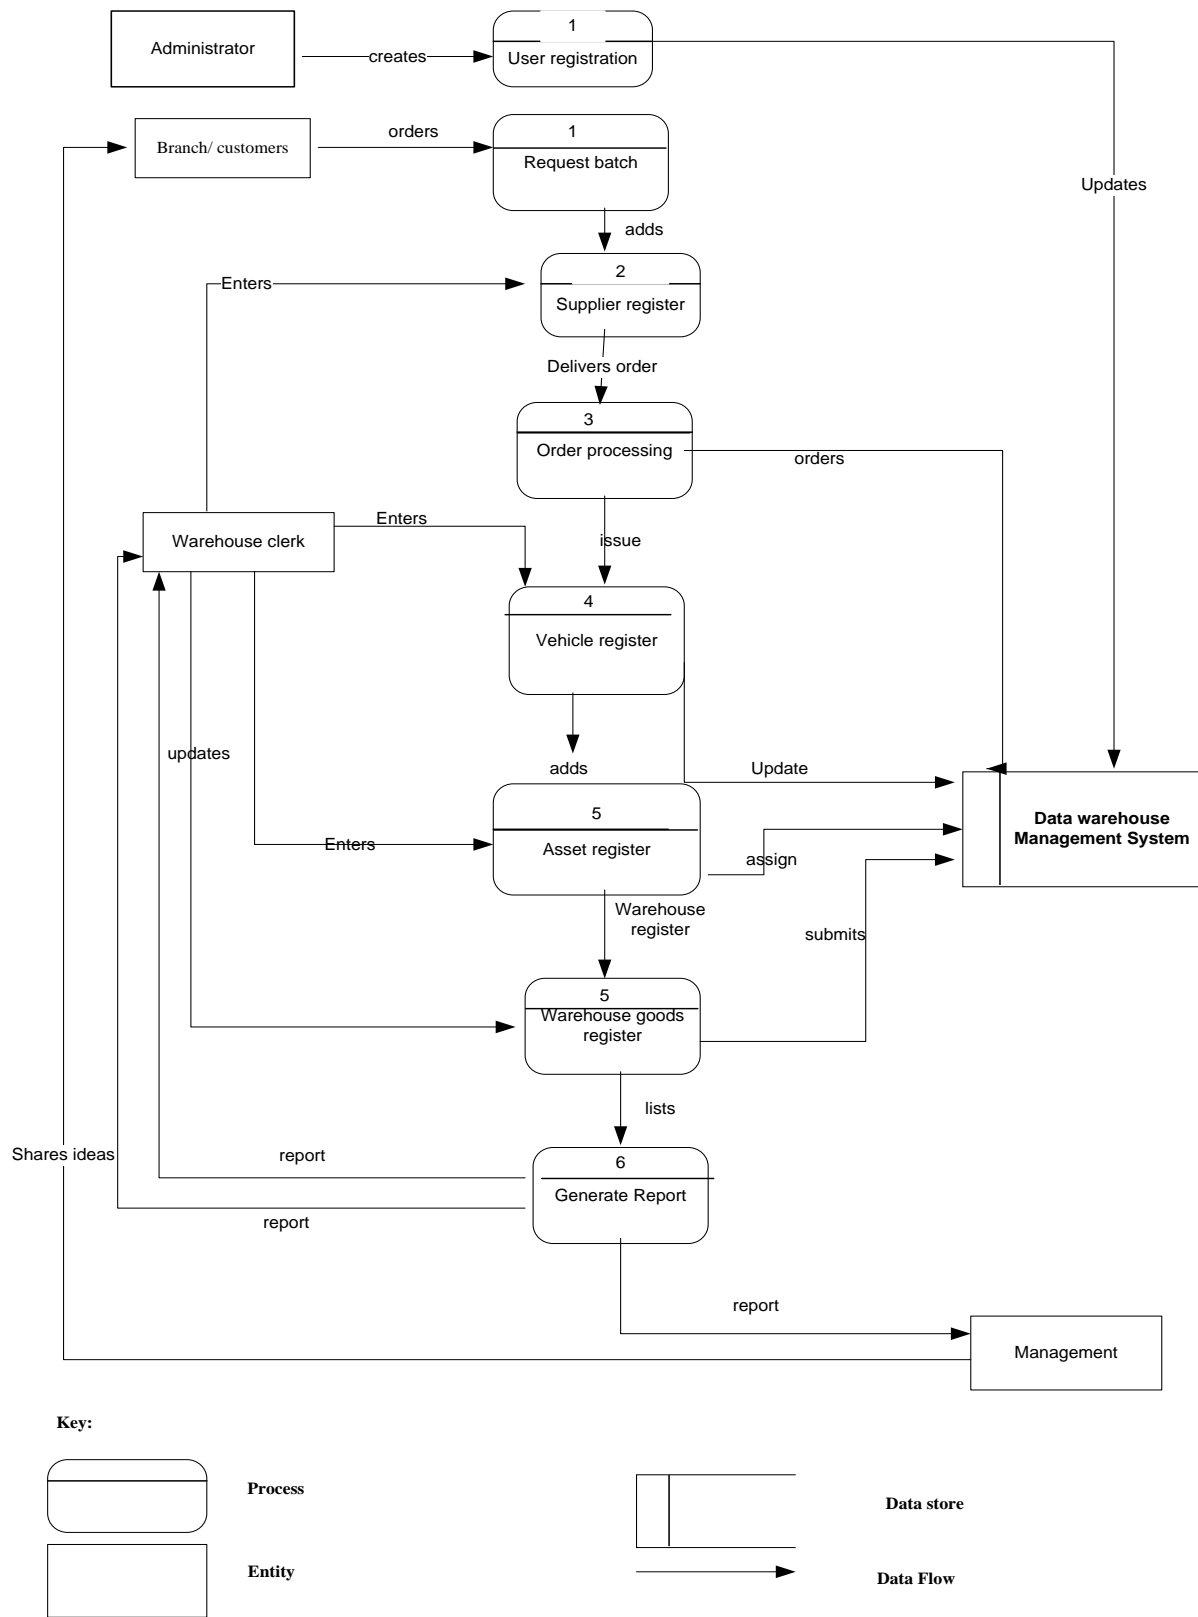 1
Administrator
creates
User registration
1
orders
Branch/ customers
Request batch
Updates
adds
2
Enters
Supplier register
Delivers order
3
Order processing
orders
Enters
Warehouse clerk
issue
4
Vehicle register
updates
adds
Update
5
Data warehouse
Management System
Enters
Asset register
assign
Warehouse
register
submits
5
Warehouse goods
register
lists
Shares ideas
report
6
Generate Report
report
report
Management
Key:
Process
Data store
Entity
Data Flow